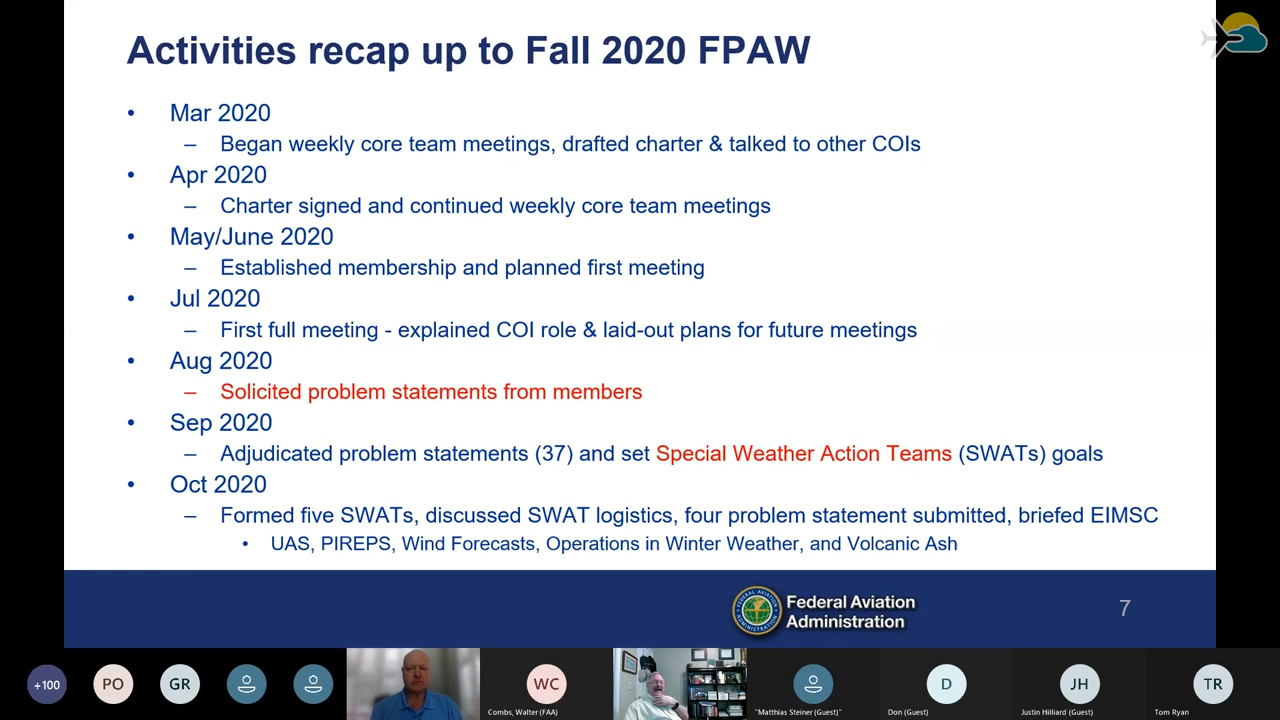 Activities recap up to Fall 2020 FPAW
• Mar 2020
– Began weekly core team meetings, drafted charter & talked to other COIs
• Apr 2020
– Charter signed and continued weekly core team meetings
• May/June 2020
– Established membership and planned first meeting
• Jul 2020
– First full meeting - explained COI role & laid-out plans for future meetings
• Aug 2020
– Solicited problem statements from members
• Sep 2020
– Adjudicated problem statements (37) and set Special Weather Action Teams (SWATs) goals
• Oct 2020
– Formed five SWATs, discussed SWAT logistics, four problem statement submitted, briefed EIMSC
• UAS, PIREPS, Wind Forecasts, Operations in Winter Weather, and Volcanic Ash
Federal Aviation
Administration
7
+100 PO GR WC D JH TR
Combs, Walter (FAA) "Matthias Steiner (Guest)" Don (Guest) Justin Hilliard (Guest) Tom Ryan